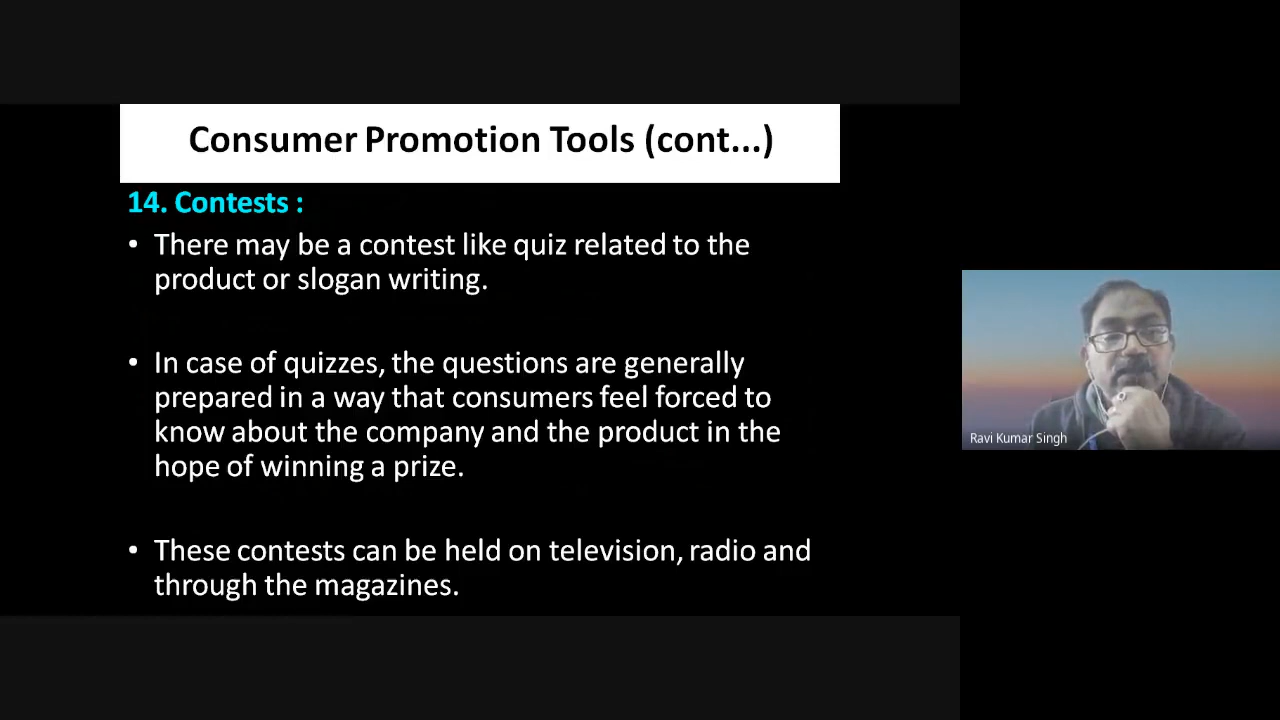 Consumer Promotion Tools (cont...)
14. Contests :
• There may be a contest like quiz related to the
product or slogan writing.
• In case of quizzes, the questions are generally
prepared in a way that consumers feel forced to
know about the company and the product in the
hope of winning a prize.
• These contests can be held on television, radio and
through the magazines.
Ravi Kumar Singh